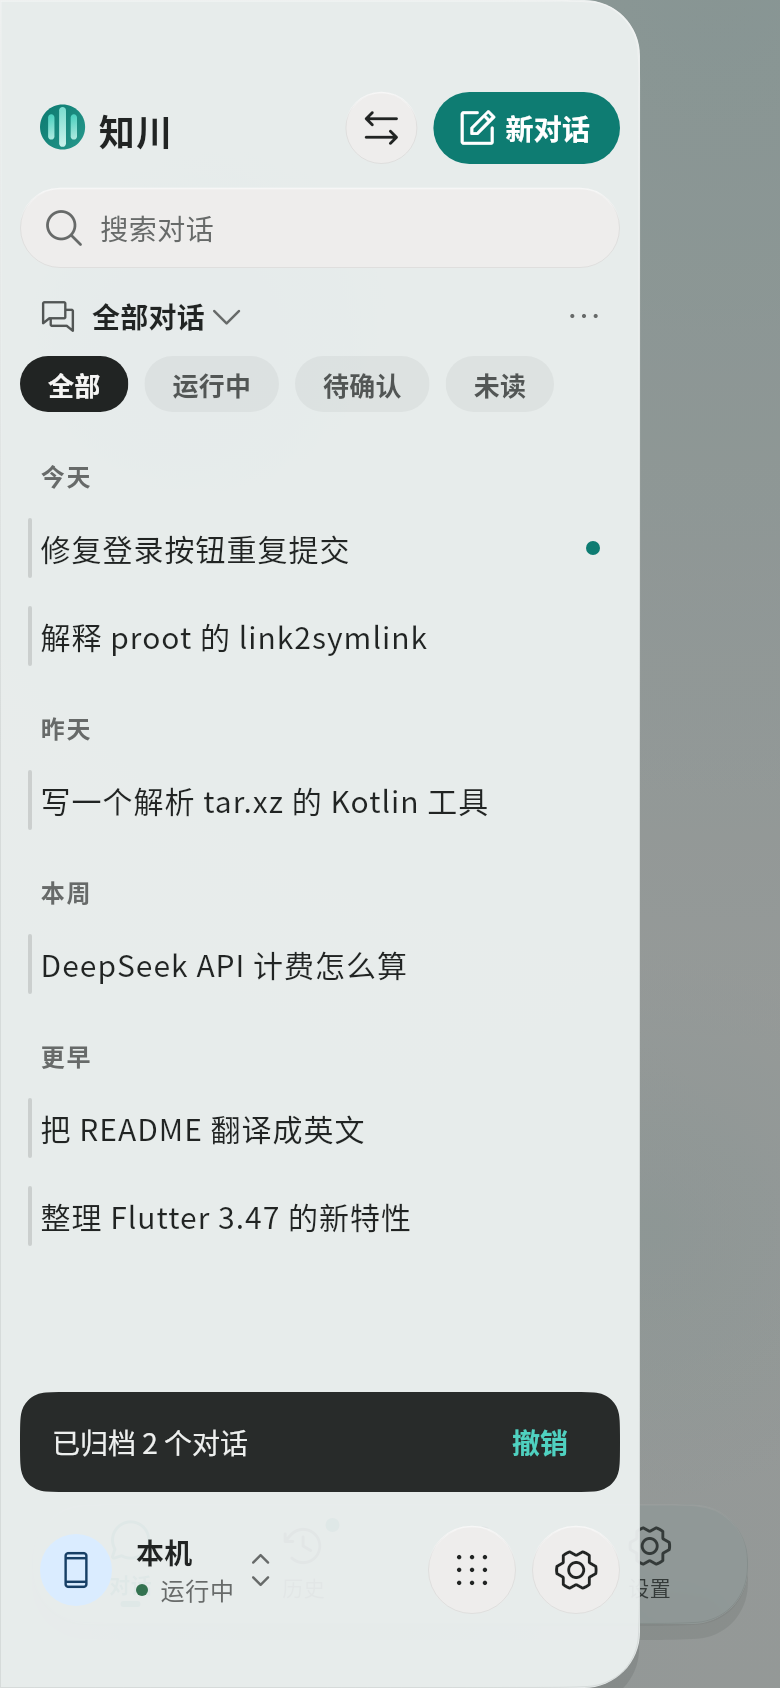 知川
新对话
搜索对话
全部对话
全部 运行中 待确认 未读
今天
修复登录按钮重复提交
解释 proot 的 link2symlink
昨天
写一个解析 tar.xz 的 Kotlin 工具
本周
DeepSeek API 计费怎么算
更早
把 README 翻译成英文
整理 Flutter 3.47 的新特性
已归档 2 个对话 撤销
本机
运行中
设置